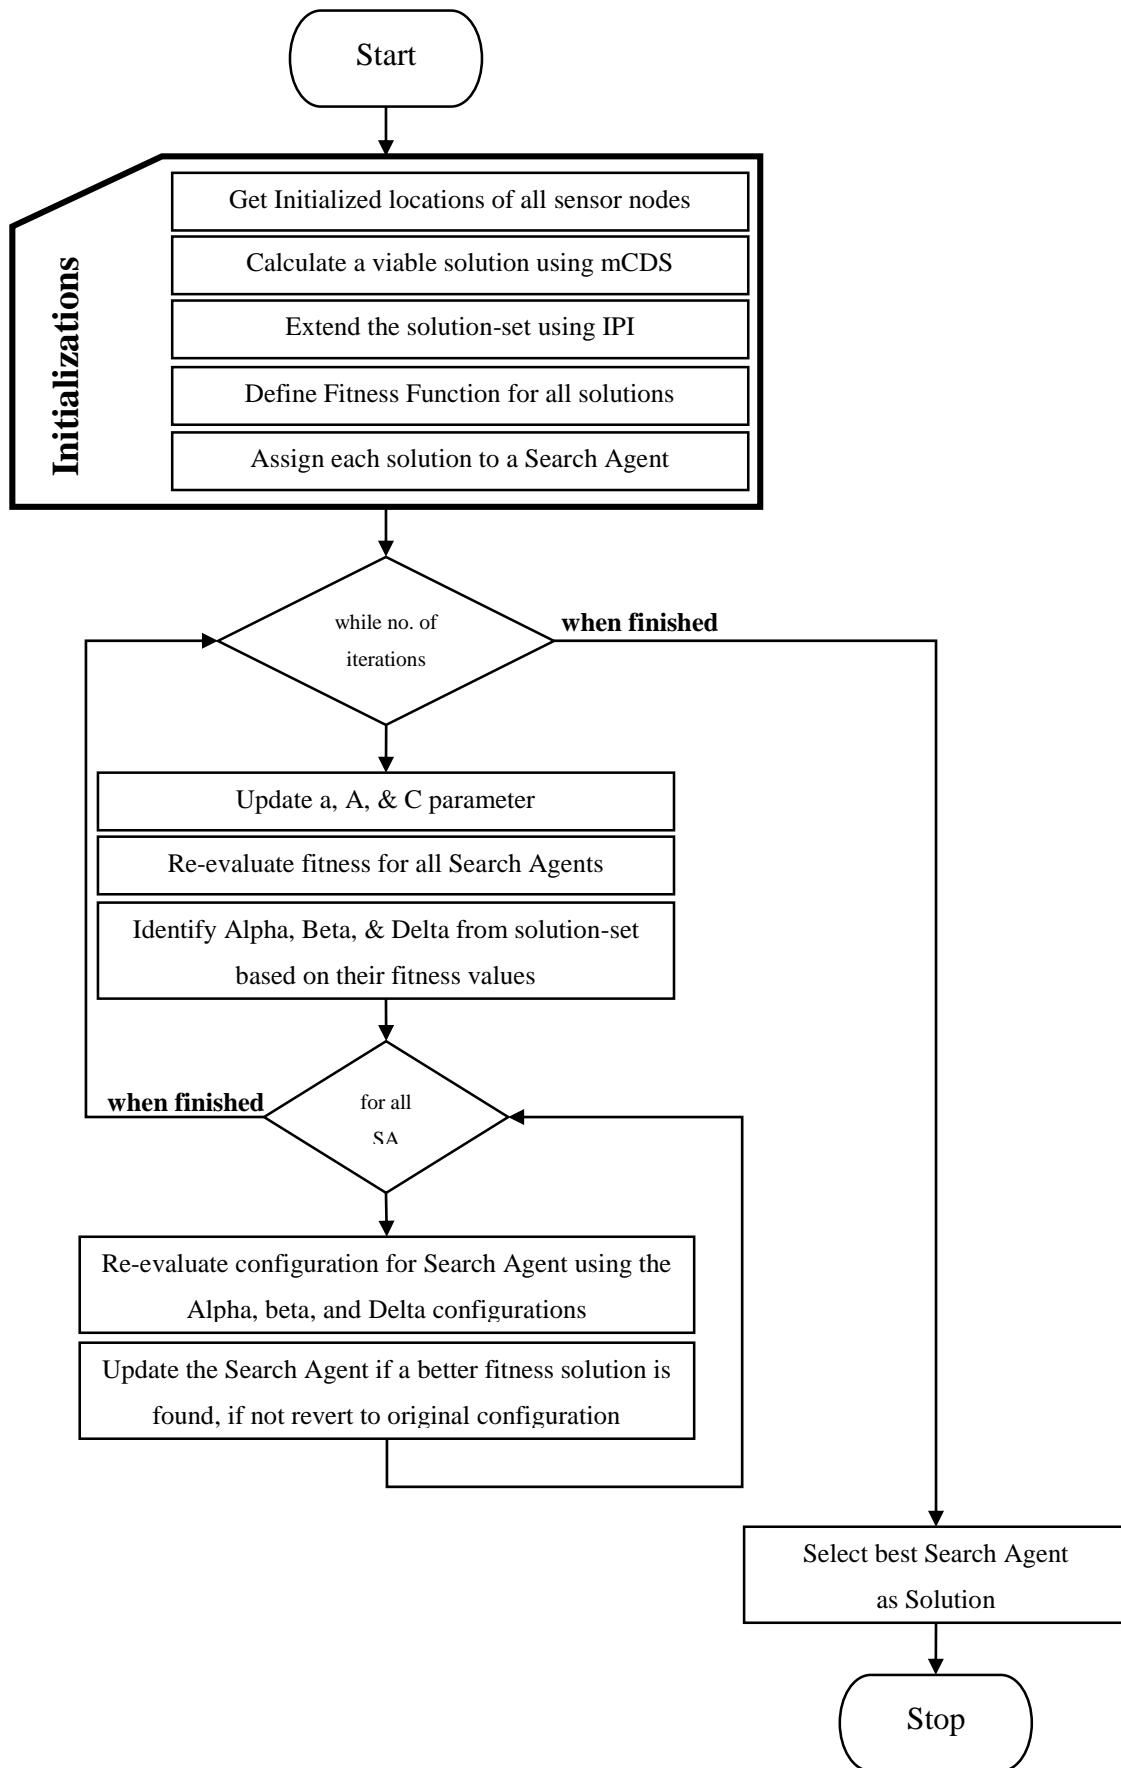 Start
Initializations
Get Initialized locations of all sensor nodes
Calculate a viable solution using mCDS
Extend the solution-set using IPI
Define Fitness Function for all solutions
Assign each solution to a Search Agent
while no. of
iterations
when finished
Update a, A, & C parameter
Re-evaluate fitness for all Search Agents
Identify Alpha, Beta, & Delta from solution-set
based on their fitness values
when finished
for all
SA
Re-evaluate configuration for Search Agent using the
Alpha, beta, and Delta configurations
Update the Search Agent if a better fitness solution is
found, if not revert to original configuration
Select best Search Agent
as Solution
Stop